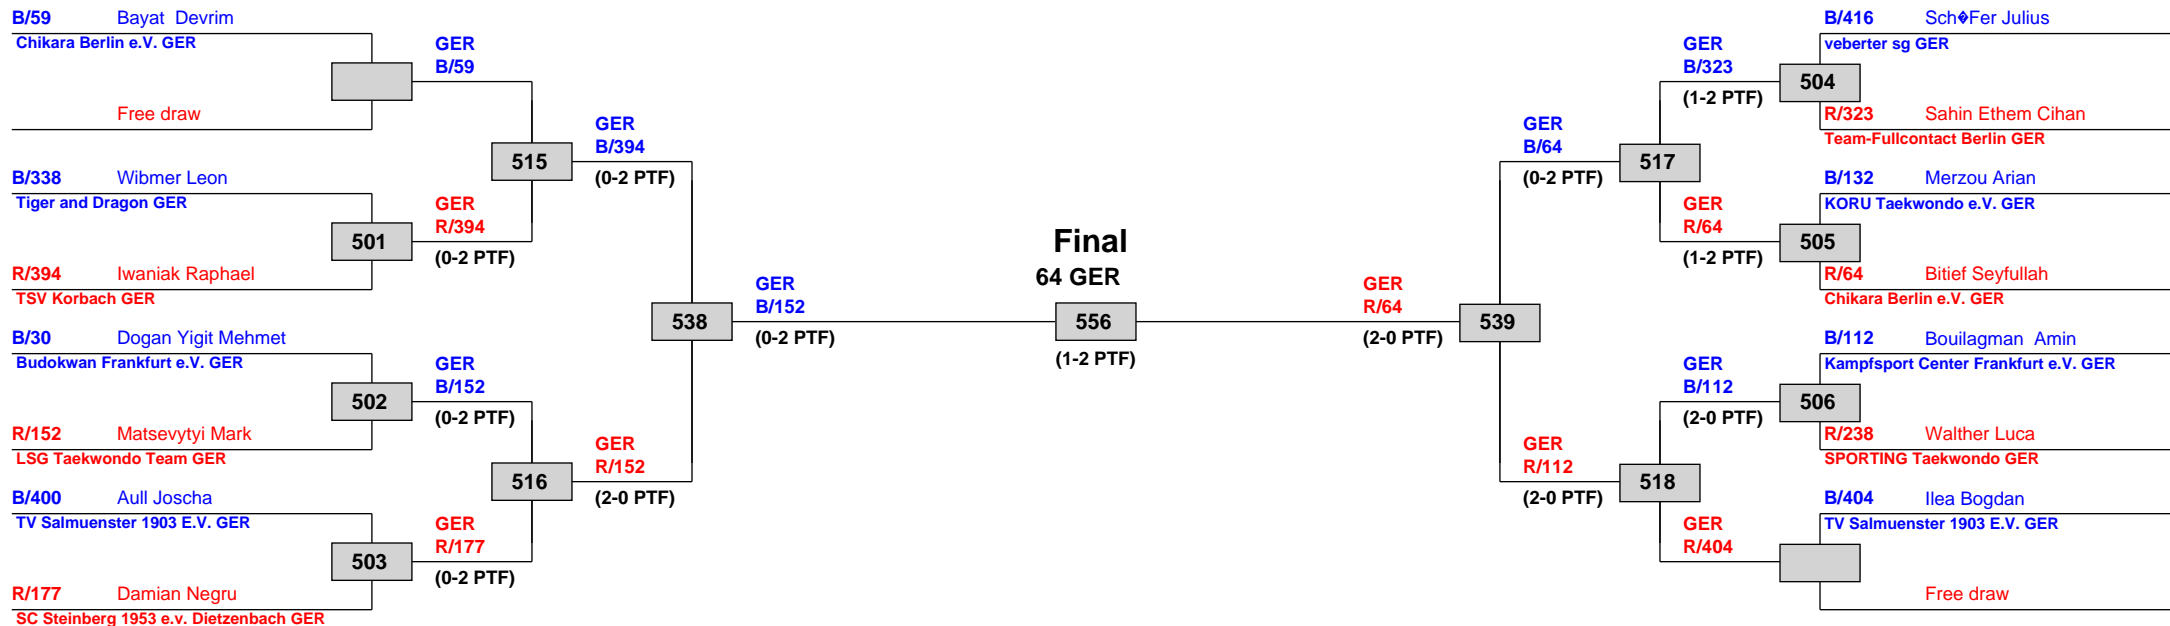 B/59 Bayat  Devrim
Chikara Berlin e.V. GER
Free draw
B/338 Wibmer Leon
Tiger and Dragon GER
501
R/394 Iwaniak Raphael
TSV Korbach GER
B/30 Dogan Yigit Mehmet
Budokwan Frankfurt e.V. GER
502
R/152 Matsevytyi Mark
LSG Taekwondo Team GER
B/400 Aull Joscha
TV Salmuenster 1903 E.V. GER
503
R/177 Damian Negru
SC Steinberg 1953 e.v. Dietzenbach GER
GER
B/59
515
GER
R/394
(0-2 PTF)
GER
B/152
(0-2 PTF)
516
GER
R/177
(0-2 PTF)
GER
B/394
(0-2 PTF)
538
GER
R/152
(2-0 PTF)
GER
B/152
(0-2 PTF)
Final
64 GER
556
(1-2 PTF)
GER
R/64
(2-0 PTF)
539
GER
B/64
(0-2 PTF)
GER
R/112
(2-0 PTF)
517
518
GER
B/323
(1-2 PTF)
GER
R/64
(1-2 PTF)
GER
B/112
(2-0 PTF)
GER
R/404
B/416 Sch�Fer Julius
veberter sg GER
504
R/323 Sahin Ethem Cihan
Team-Fullcontact Berlin GER
B/132 Merzou Arian
KORU Taekwondo e.V. GER
505
R/64 Bitief Seyfullah
Chikara Berlin e.V. GER
B/112 Bouilagman  Amin
Kampfsport Center Frankfurt e.V. GER
506
R/238 Walther Luca
SPORTING Taekwondo GER
B/404 Ilea Bogdan
TV Salmuenster 1903 E.V. GER
Free draw